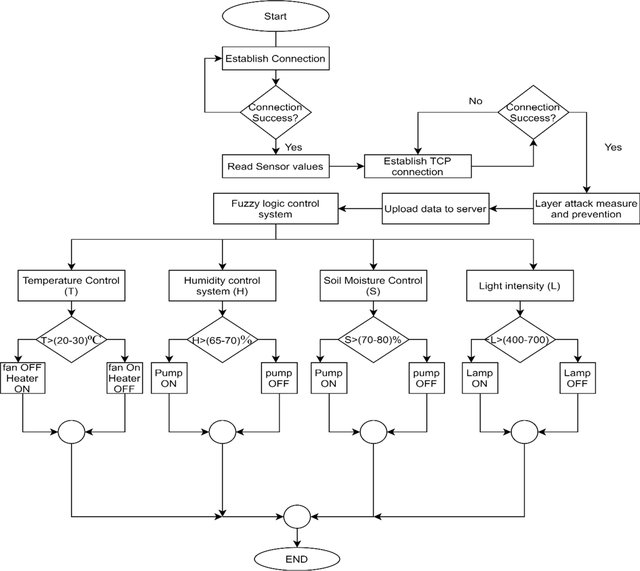 Start
Establish Connection
Connection
Success?
Yes
Read Sensor values
Establish TCP
connection
No
Connection
Success?
Yes
Layer attack measure
and prevention
Upload data to server
Fuzzy logic control
system
Temperature Control
(T)
Humidity control
system (H)
Soil Moisture Control
(S)
Light intensity (L)
T>(20-30)℃
H>(65-70)%
S>(70-80)%
L>(400-700)
fan OFF
Heater
ON
fan On
Heater
OFF
Pump
ON
pump
OFF
Pump
ON
pump
OFF
Lamp
ON
Lamp
OFF
END